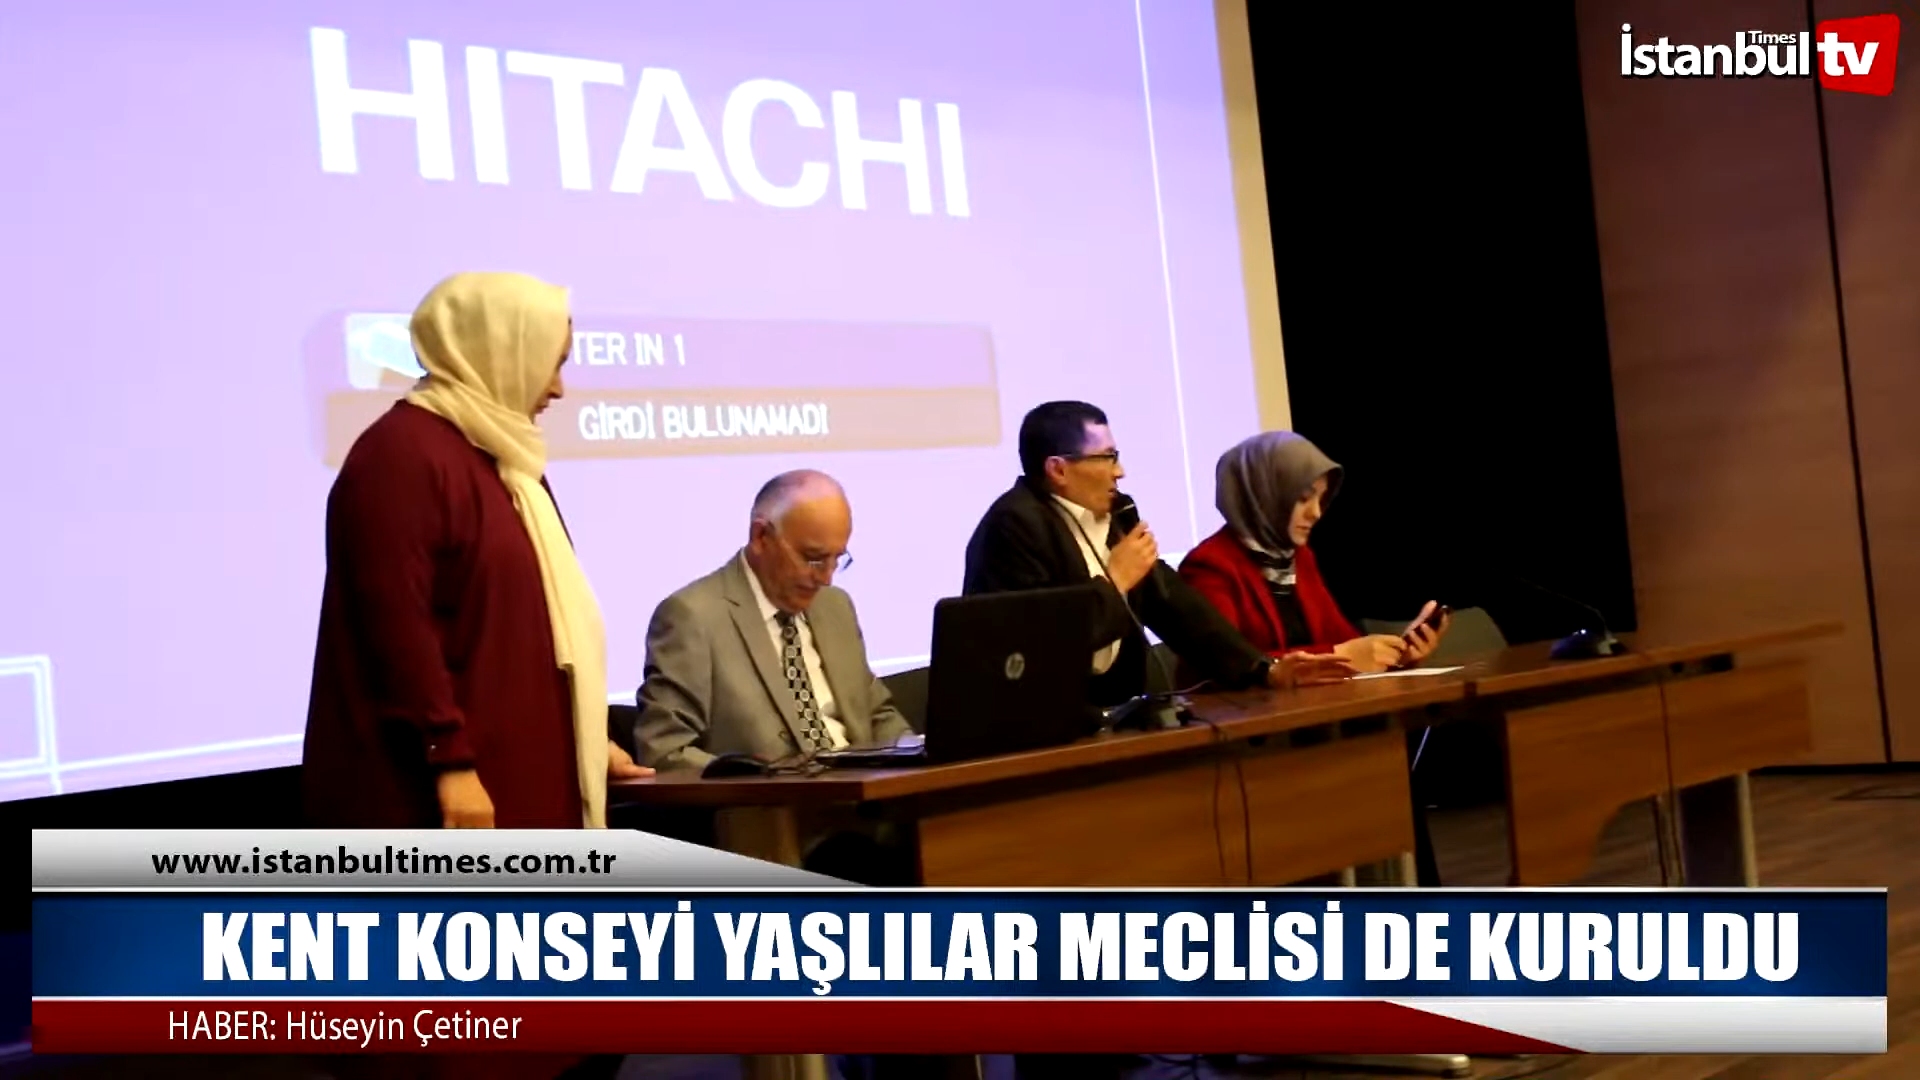 Times
İstanbul tv
HITACHI
TER IN 1
GİRDİ BULUNAMADI
hp
www.istanbultimes.com.tr
KENT KONSEYİ YAŞLILAR MECLİSİ DE KURULDU
HABER: Hüseyin Çetiner